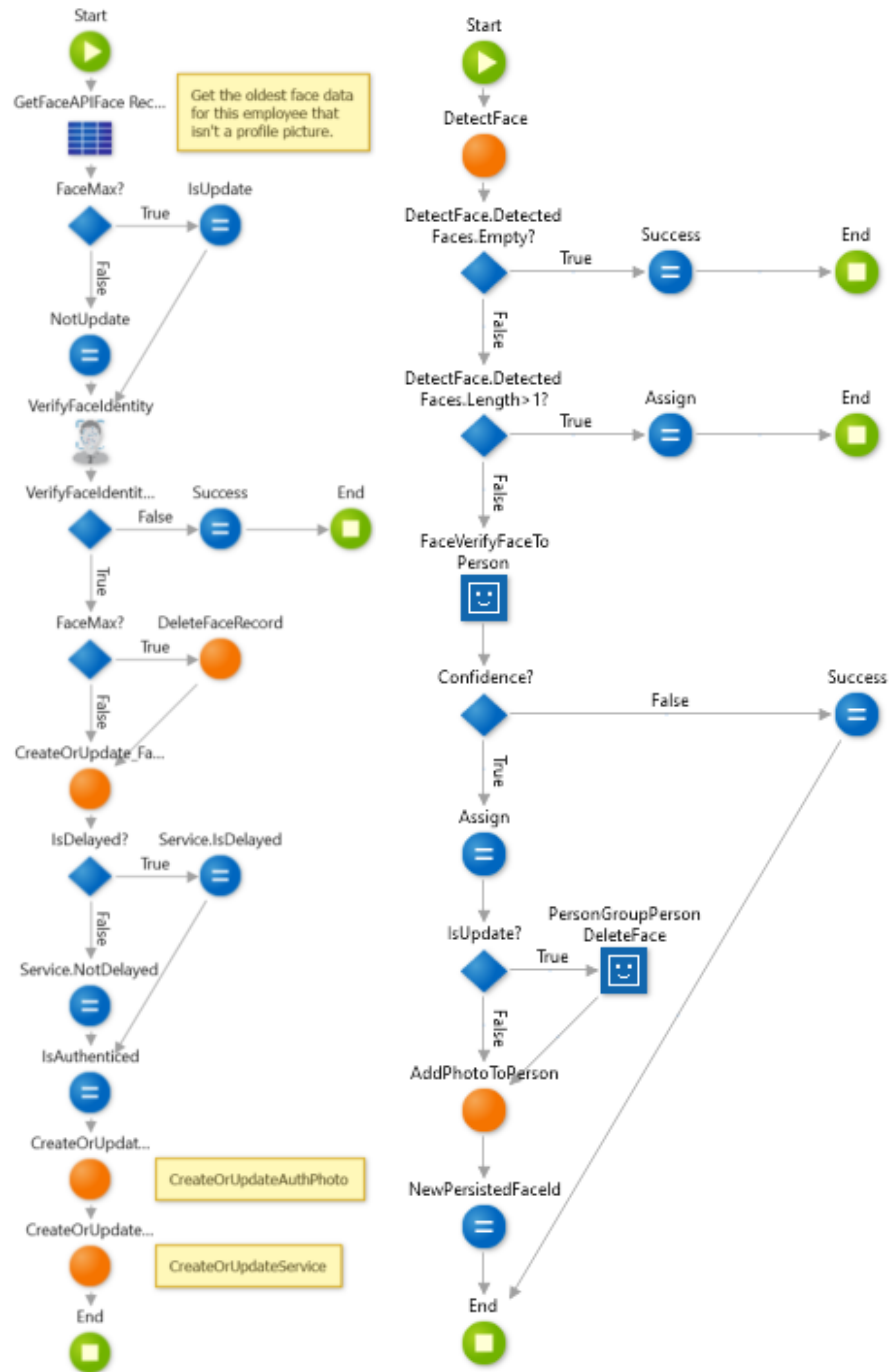 Start
GetFaceAPIFace Rec...
Get the oldest face data
for this employee that
isn't a profile picture.
FaceMax?
True
IsUpdate
False
NotUpdate
VerifyFaceIdentity
VerifyFaceIdentit...
False
Success
End
True
FaceMax?
True
DeleteFaceRecord
False
CreateOrUpdate_Fa...
IsDelayed?
True
Service.IsDelayed
False
Service.NotDelayed
IsAuthenticed
CreateOrUpdat...
CreateOrUpdateAuthPhoto
CreateOrUpdate...
CreateOrUpdateService
End
Start
DetectFace
DetectFace.Detected
Faces.Empty?
True
Success
End
False
DetectFace.Detected
Faces.Length>1?
True
Assign
End
False
FaceVerifyFaceTo
Person
Confidence?
False
Success
True
Assign
IsUpdate?
True
PersonGroupPerson
DeleteFace
False
AddPhotoToPerson
NewPersistedFaceId
End